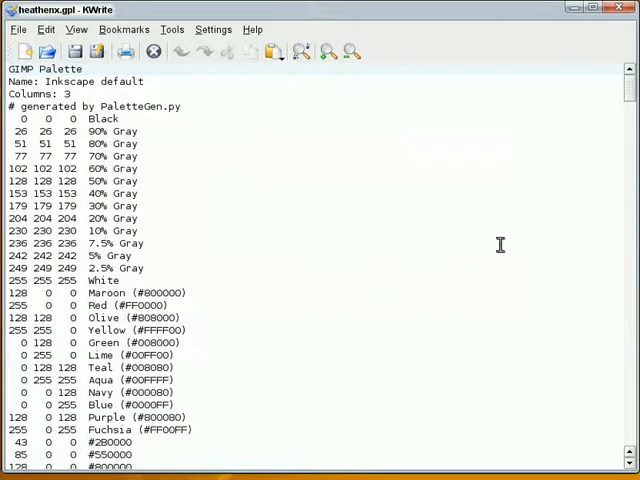 heathenx.gpl - KWrite
File Edit View Bookmarks Tools Settings Help
GIMP Palette
Name: Inkscape default
Columns: 3
# generated by PaletteGen.py
0 0 0 Black
26 26 26 90% Gray
51 51 51 80% Gray
77 77 77 70% Gray
102 102 102 60% Gray
128 128 128 50% Gray
153 153 153 40% Gray
179 179 179 30% Gray
204 204 204 20% Gray
230 230 230 10% Gray
236 236 236 7.5% Gray
242 242 242 5% Gray
249 249 249 2.5% Gray
255 255 255 White
128 0 0 Maroon (#800000)
255 0 0 Red (#FF0000)
128 128 0 Olive (#808000)
255 255 0 Yellow (#FFFF00)
0 128 0 Green (#008000)
0 255 0 Lime (#00FF00)
0 128 128 Teal (#008080)
0 255 255 Aqua (#00FFFF)
0 0 128 Navy (#000080)
0 0 255 Blue (#0000FF)
128 0 128 Purple (#800080)
255 0 255 Fuchsia (#FF00FF)
43 0 0 #2B0000
85 0 0 #550000
128 0 0 #800000